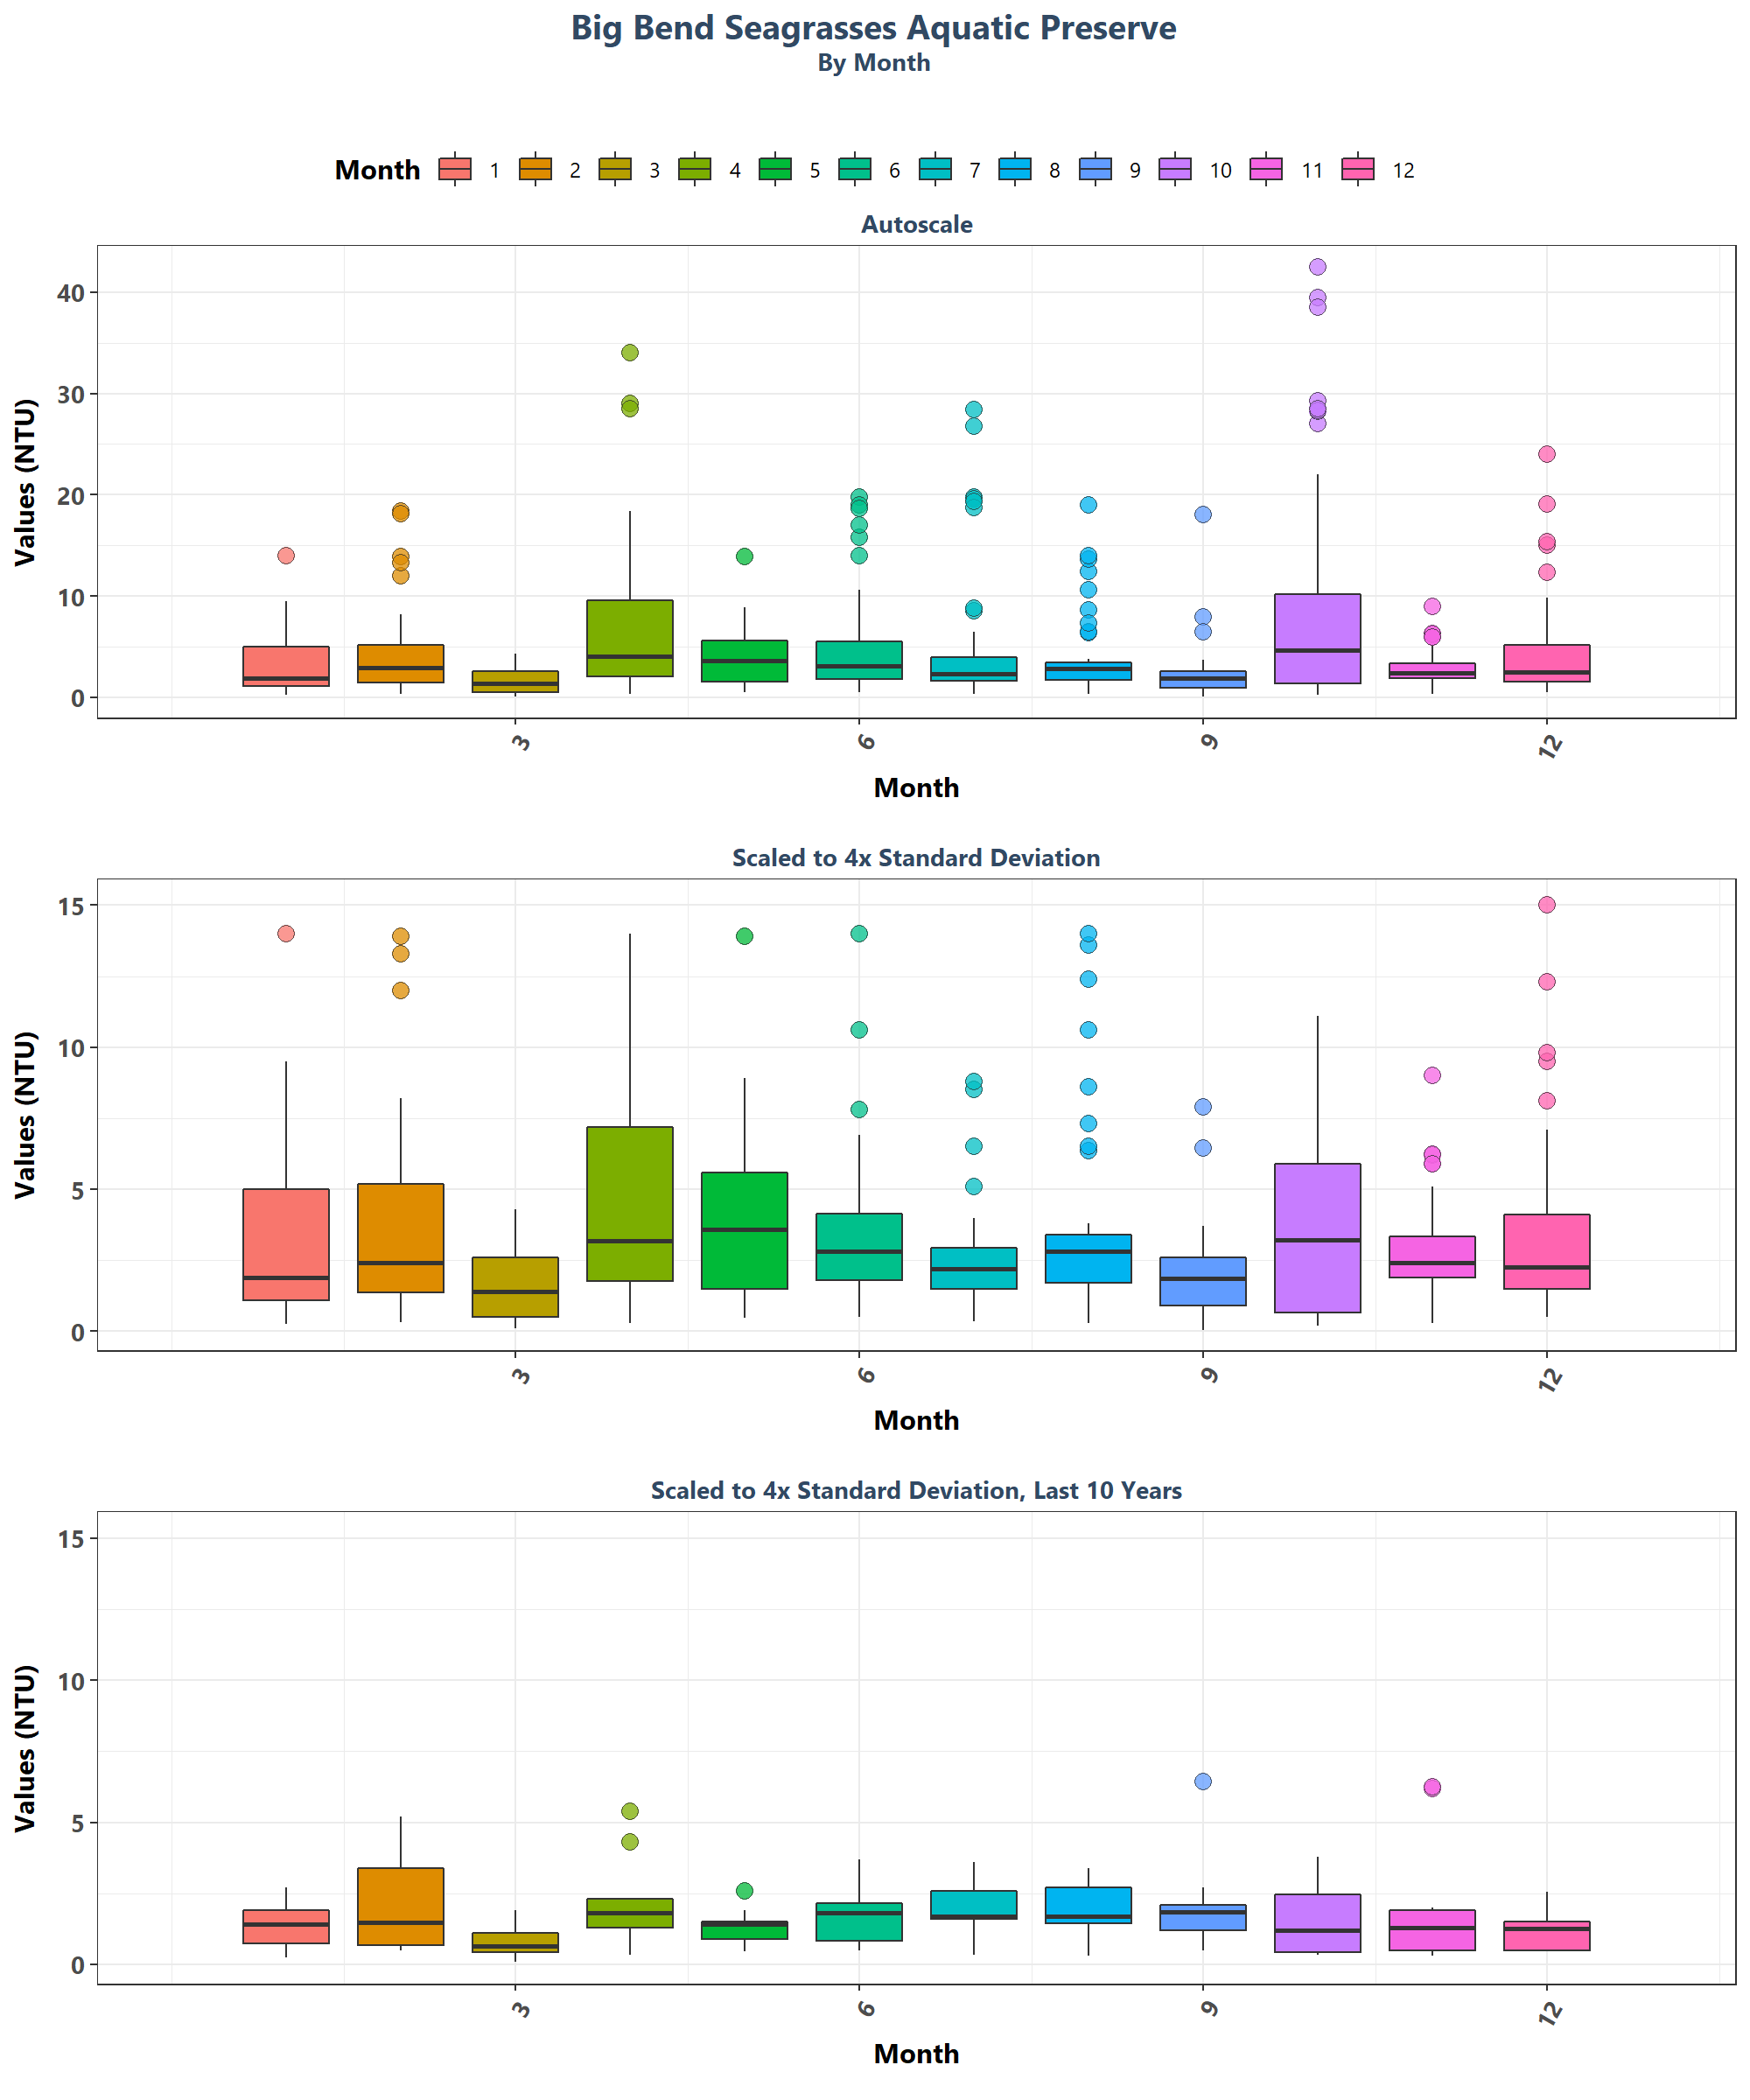 Big Bend Seagrasses Aquatic Preserve
By Month
Month 1 2 3 4 5 6 7 8 9 10 11 12
Autoscale
Values (NTU)
40
30
20
10
0
3 6 9 12
Month
Scaled to 4x Standard Deviation
Values (NTU)
15
10
5
0
3 6 9 12
Month
Scaled to 4x Standard Deviation, Last 10 Years
Values (NTU)
15
10
5
0
3 6 9 12
Month